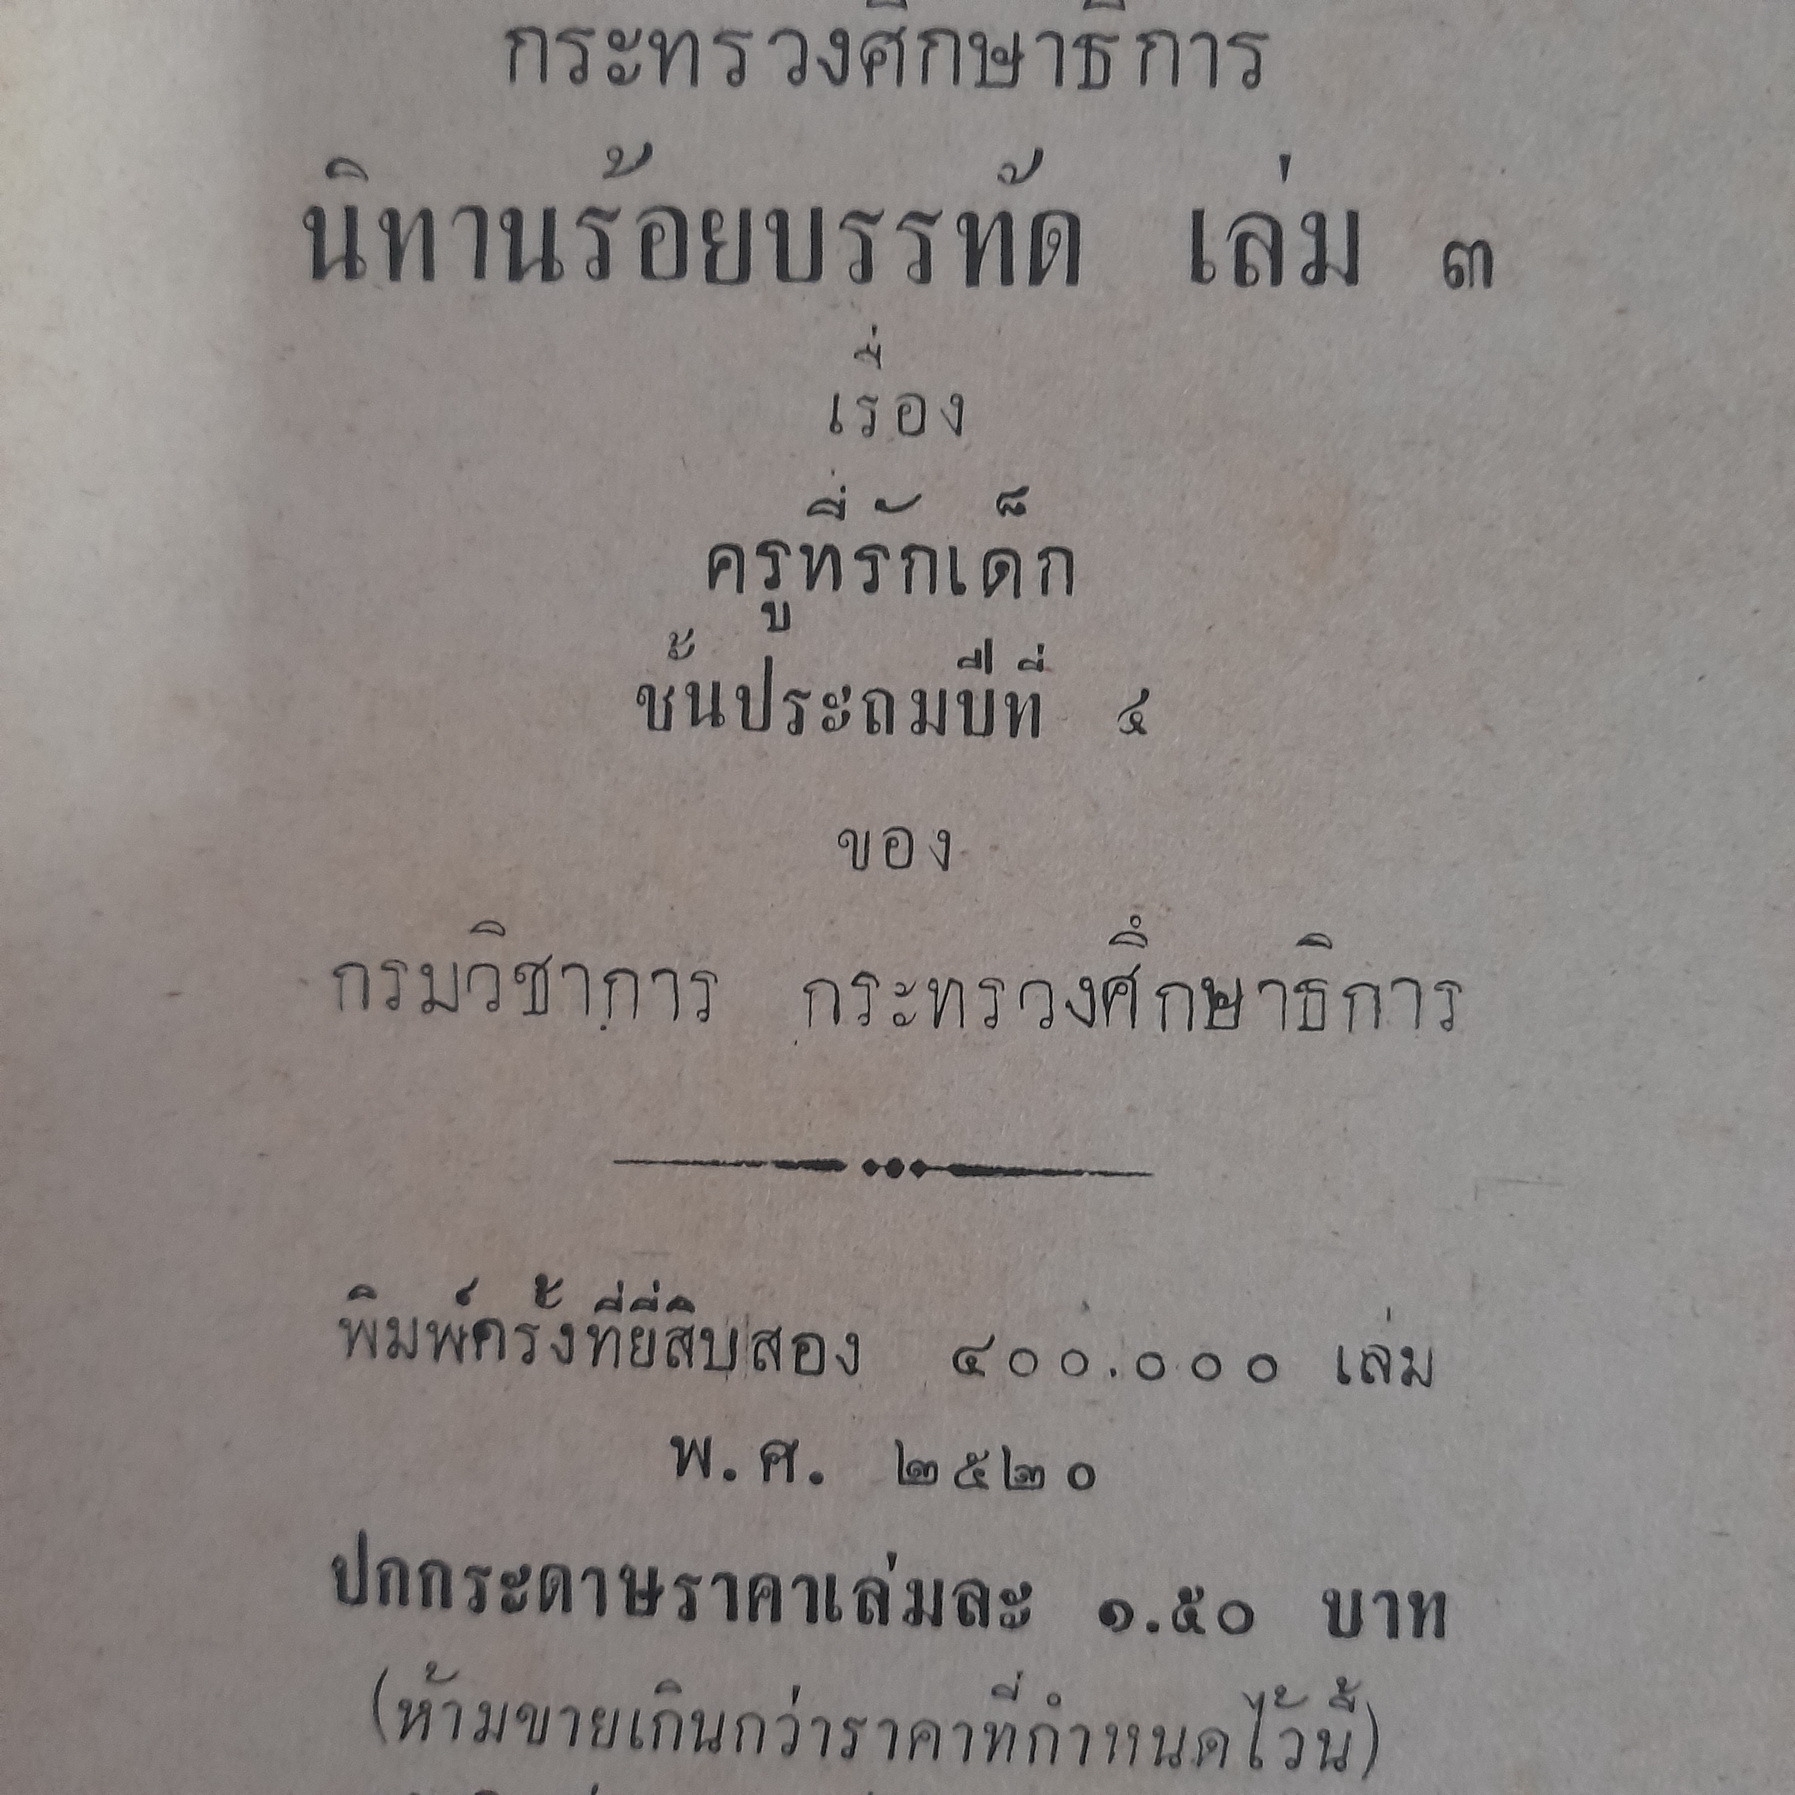 กระทรวงศึกษาธิการ
นิทานร้อยบรรทัด เล่ม ๓
เรื่อง
ครูที่รักเด็ก
ชั้นประถมปีที่ ๔
ของ
กรมวิชาการ กระทรวงศึกษาธิการ
พิมพ์ครั้งที่ยี่สิบสอง ๔๐๐.๐๐๐ เล่ม
พ.ศ. ๒๕๒๐
ปกกระดาษราคาเล่มละ ๑.๕๐ บาท
(ห้ามขายเกินกว่าราคาที่กำหนดไว้นี้)